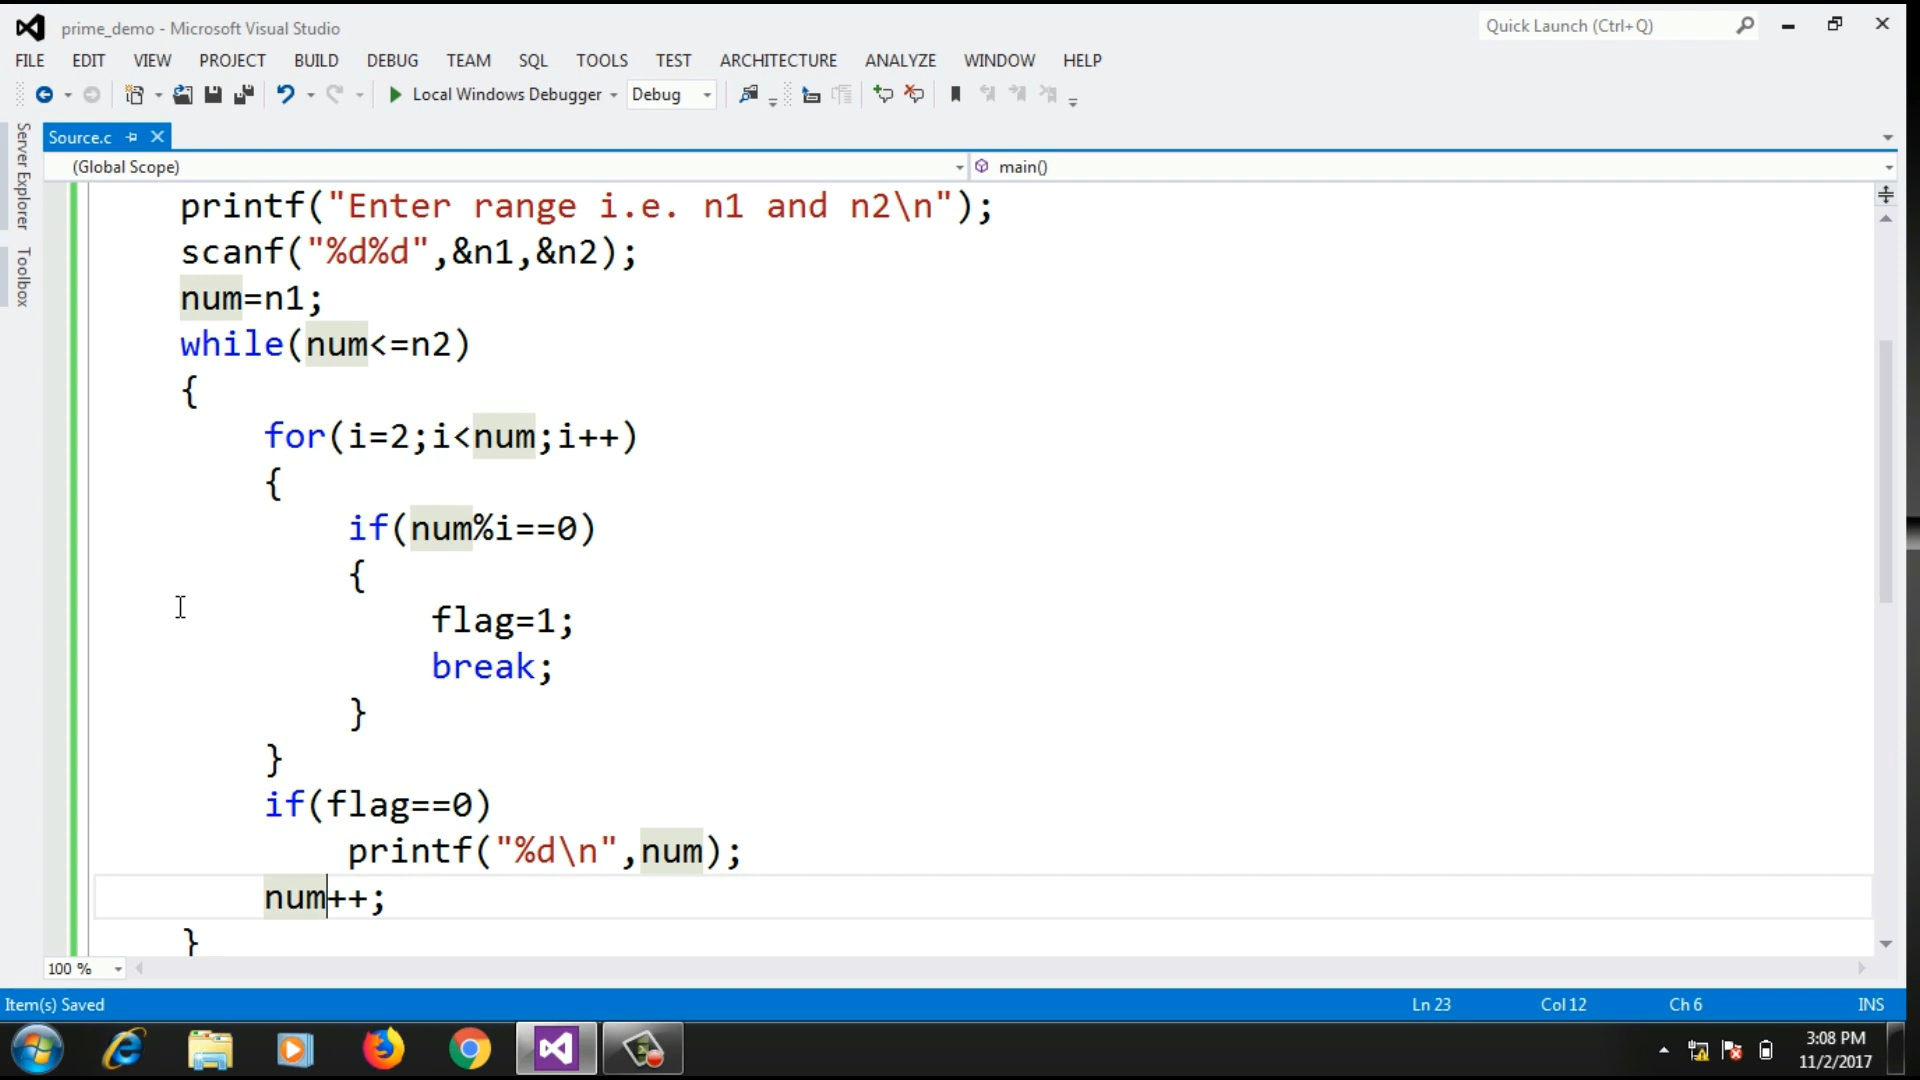 prime_demo - Microsoft Visual Studio
Quick Launch (Ctrl+Q)
FILE EDIT VIEW PROJECT BUILD DEBUG TEAM SQL TOOLS TEST ARCHITECTURE ANALYZE WINDOW HELP
Local Windows Debugger Debug
Server Explorer
Toolbox
Source.c
(Global Scope) main()
printf("Enter range i.e. n1 and n2\n");
scanf("%d%d",&n1,&n2);
num=n1;
while(num<=n2)
{
for(i=2;i<num;i++)
{
if(num%i==0)
{
flag=1;
break;
}
}
if(flag==0)
printf("%d\n",num);
num++;
}
100 %
Item(s) Saved Ln 23 Col 12 Ch 6 INS
3:08 PM
11/2/2017